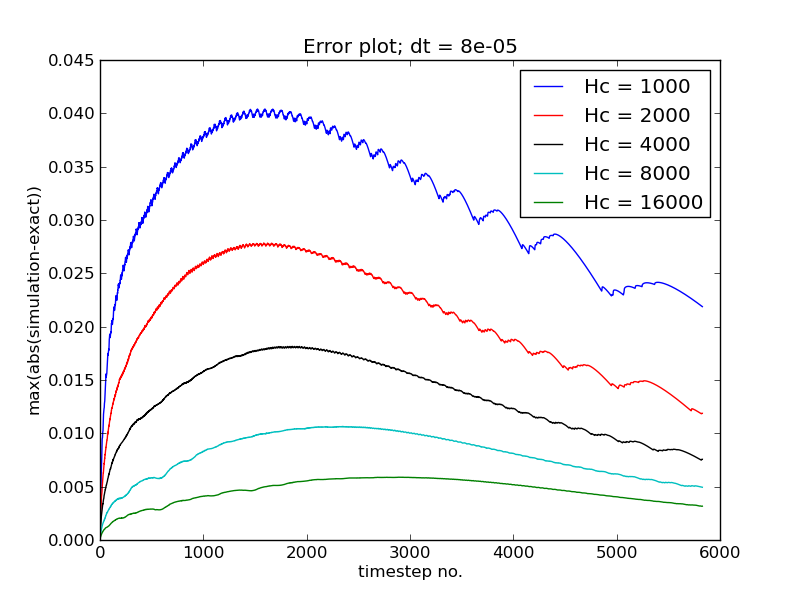 Error plot; dt = 8e-05
max(abs(simulation-exact))
0.045
0.040
0.035
0.030
0.025
0.020
0.015
0.010
0.005
0.000
Hc = 1000
Hc = 2000
Hc = 4000
Hc = 8000
Hc = 16000
0 1000 2000 3000 4000 5000 6000
timestep no.